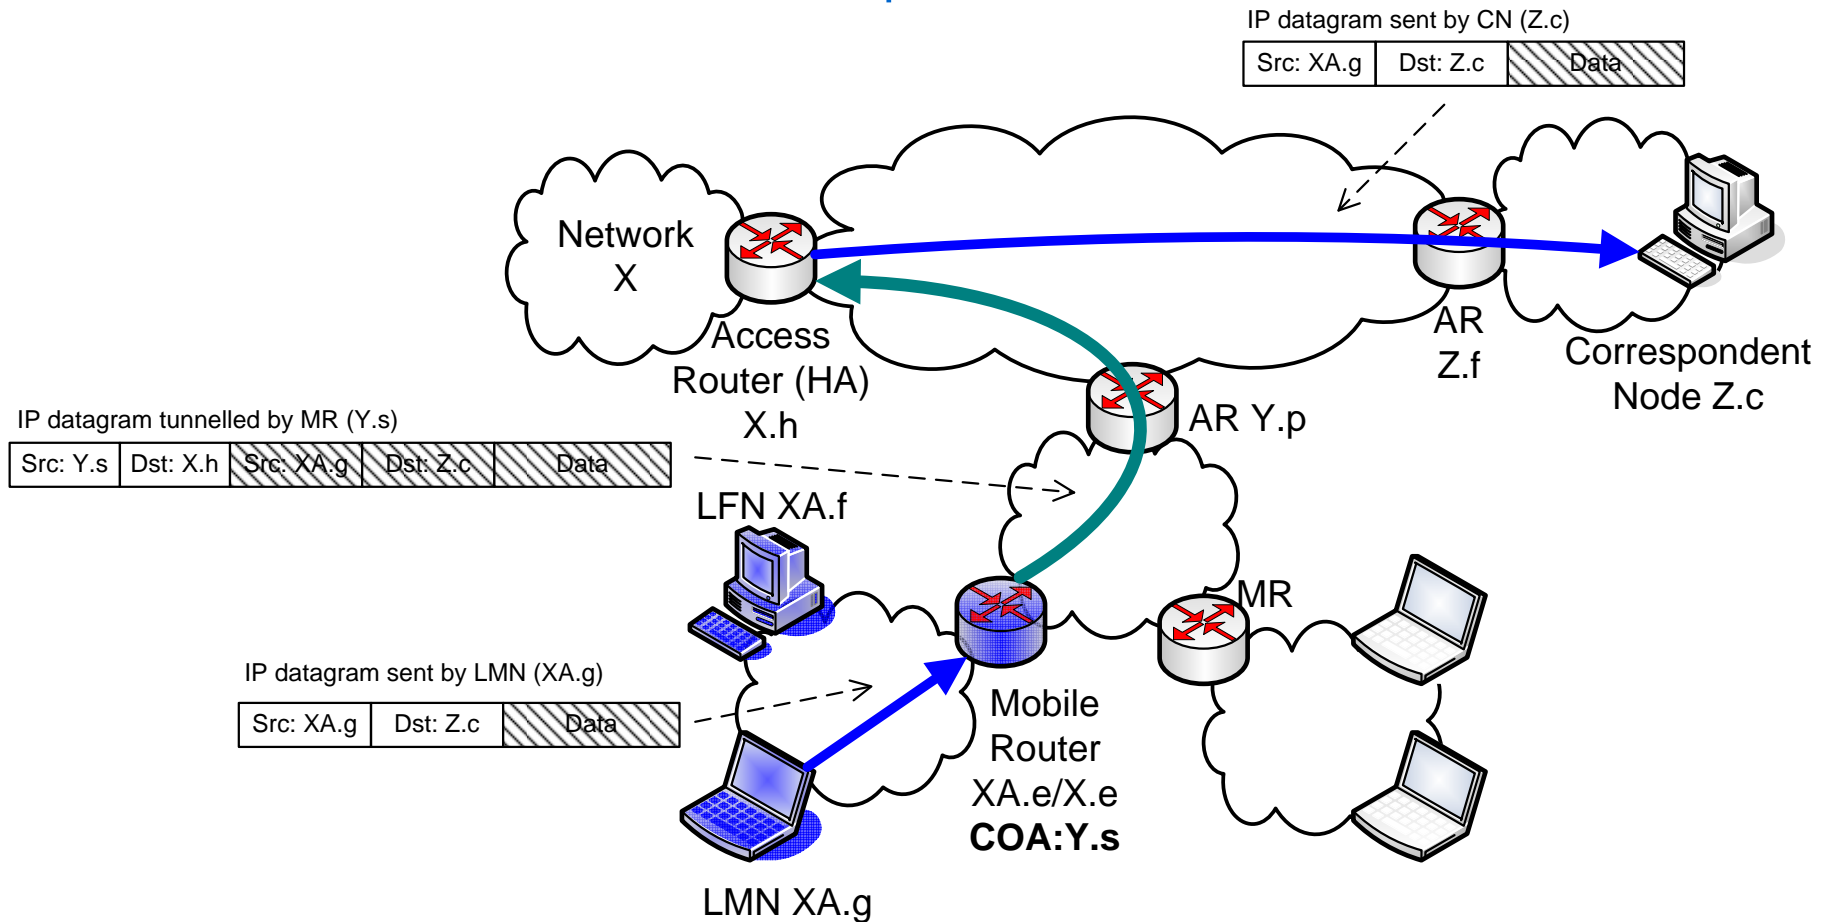 IP datagram sent by CN (Z.c)
Src: XA.g Dst: Z.c Data
Network
X
Access
Router (HA)
X.h
AR
Z.f
Correspondent
Node Z.c
AR Y.p
IP datagram tunnelled by MR (Y.s)
Src: Y.s Dst: X.h Src: XA.g Dst: Z.c Data
LFN XA.f
MR
IP datagram sent by LMN (XA.g)
Src: XA.g Dst: Z.c Data
Mobile
Router
XA.e/X.e
COA:Y.s
LMN XA.g